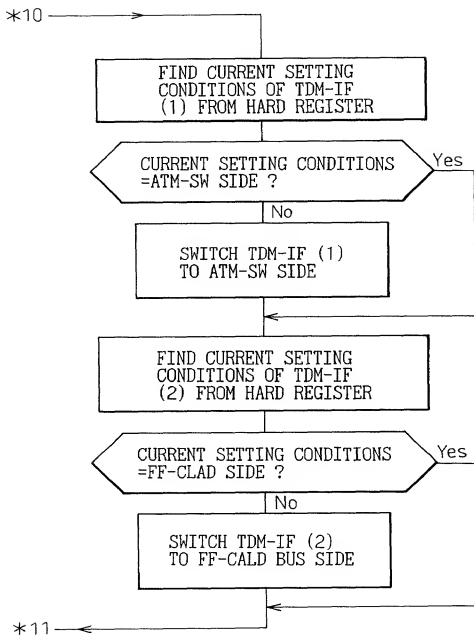 *10
FIND CURRENT SETTING
CONDITIONS OF TDM-IF
(1) FROM HARD REGISTER
CURRENT SETTING CONDITIONS
=ATM-SW SIDE ?
Yes
No
SWITCH TDM-IF (1)
TO ATM-SW SIDE
FIND CURRENT SETTING
CONDITIONS OF TDM-IF
(2) FROM HARD REGISTER
CURRENT SETTING CONDITIONS
=FF-CLAD SIDE ?
Yes
No
SWITCH TDM-IF (2)
TO FF-CALD BUS SIDE
*11